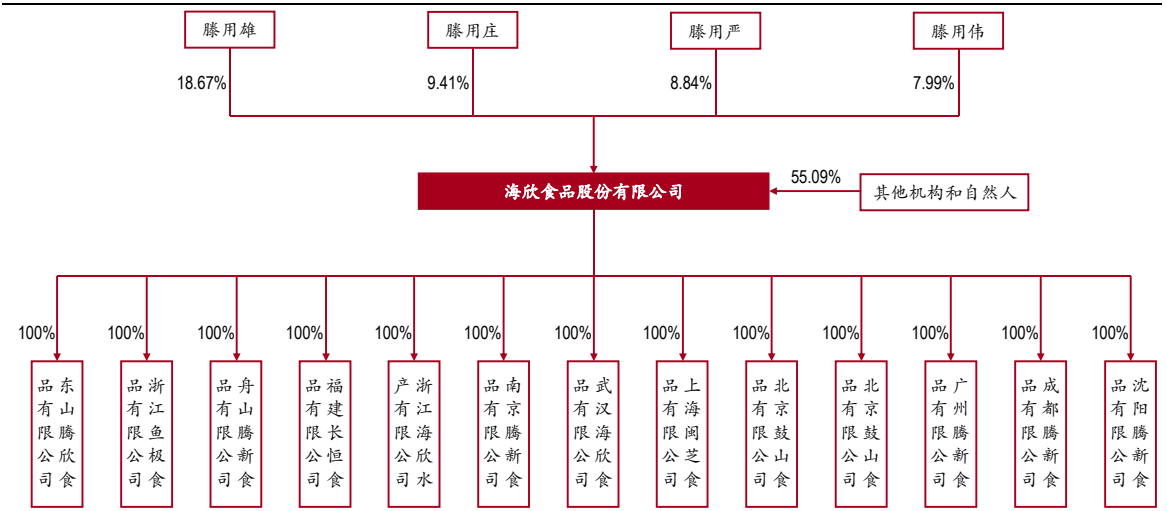 滕用雄
滕用庄
滕用严
滕用伟
18.67%
9.41%
8.84%
7.99%
海欣食品股份有限公司
55.09%
其他机构和自然人
100%
100%
100%
100%
100%
100%
100%
100%
100%
100%
100%
100%
100%
东山腾欣食
品有限公司
浙江鱼极食
品有限公司
舟山腾新食
品有限公司
福建长恒食
品有限公司
浙江海欣水
产有限公司
南京腾新食
品有限公司
武汉海欣食
品有限公司
上海闽芝食
品有限公司
北京鼓山食
品有限公司
北京鼓山食
品有限公司
广州腾新食
品有限公司
成都腾新食
品有限公司
沈阳腾新食
品有限公司